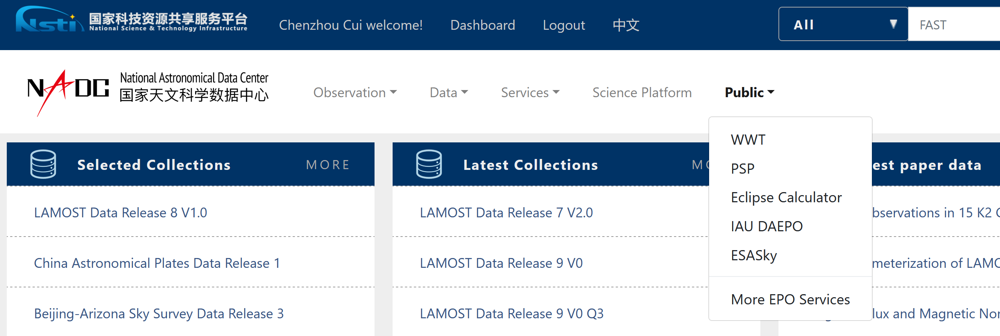 Nsti 国家科技资源共享服务平台
National Science & Technology Infrastructure
Chenzhou Cui welcome! Dashboard Logout 中文 All FAST
NADC National Astronomical Data Center
国家天文科学数据中心
Observation Data Services Science Platform Public
WWT
PSP
Eclipse Calculator
IAU DAEPO
ESASky
More EPO Services
Selected Collections MORE
LAMOST Data Release 8 V1.0
China Astronomical Plates Data Release 1
Beijing-Arizona Sky Survey Data Release 3
Latest Collections
LAMOST Data Release 7 V2.0
LAMOST Data Release 9 V0
LAMOST Data Release 9 V0 Q3
est paper data
bservations in 15 K2
meterization of LAMO
lux and Magnetic Nor